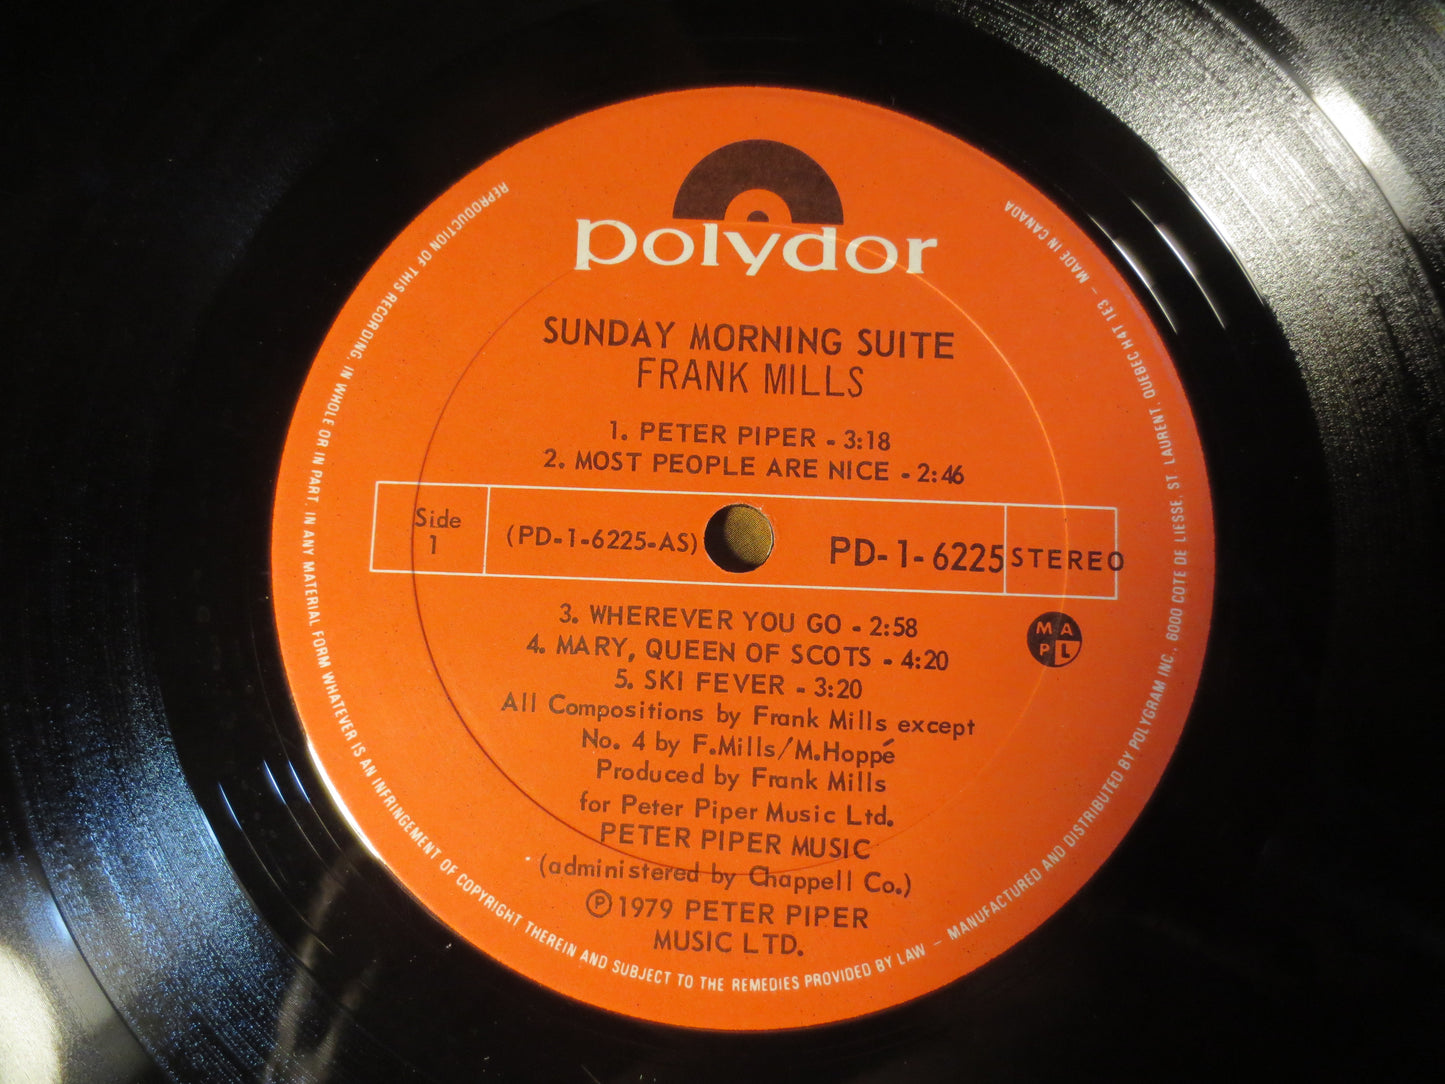 polydor
SUNDAY MORNING SUITE
FRANK MILLS
1. PETER PIPER - 3:18
2. MOST PEOPLE ARE NICE - 2:46
Side
1
(PD-1-6225-AS)
PD-1-6225
STEREO
3. WHEREVER YOU GO - 2:58
4. MARY, QUEEN OF SCOTS - 4:20
5. SKI FEVER - 3:20
M A
P L
All Compositions by Frank Mills except
No. 4 by F.Mills/M.Hoppé
Produced by Frank Mills
for Peter Piper Music Ltd.
PETER PIPER MUSIC
(administered by Chappell Co.)
Ⓟ 1979 PETER PIPER
MUSIC LTD.
REPRODUCTION OF THIS RECORDING, IN WHOLE OR IN PART, IN ANY MATERIAL FORM WHATEVER IS AN INFRINGEMENT OF COPYRIGHT THEREIN AND SUBJECT TO THE REMEDIES PROVIDED BY LAW – MANUFACTURED AND DISTRIBUTED BY POLYGRAM INC., 6000 COTE DE LIESSE, ST LAURENT, QUEBEC H4T 1E3 – MADE IN CANADA